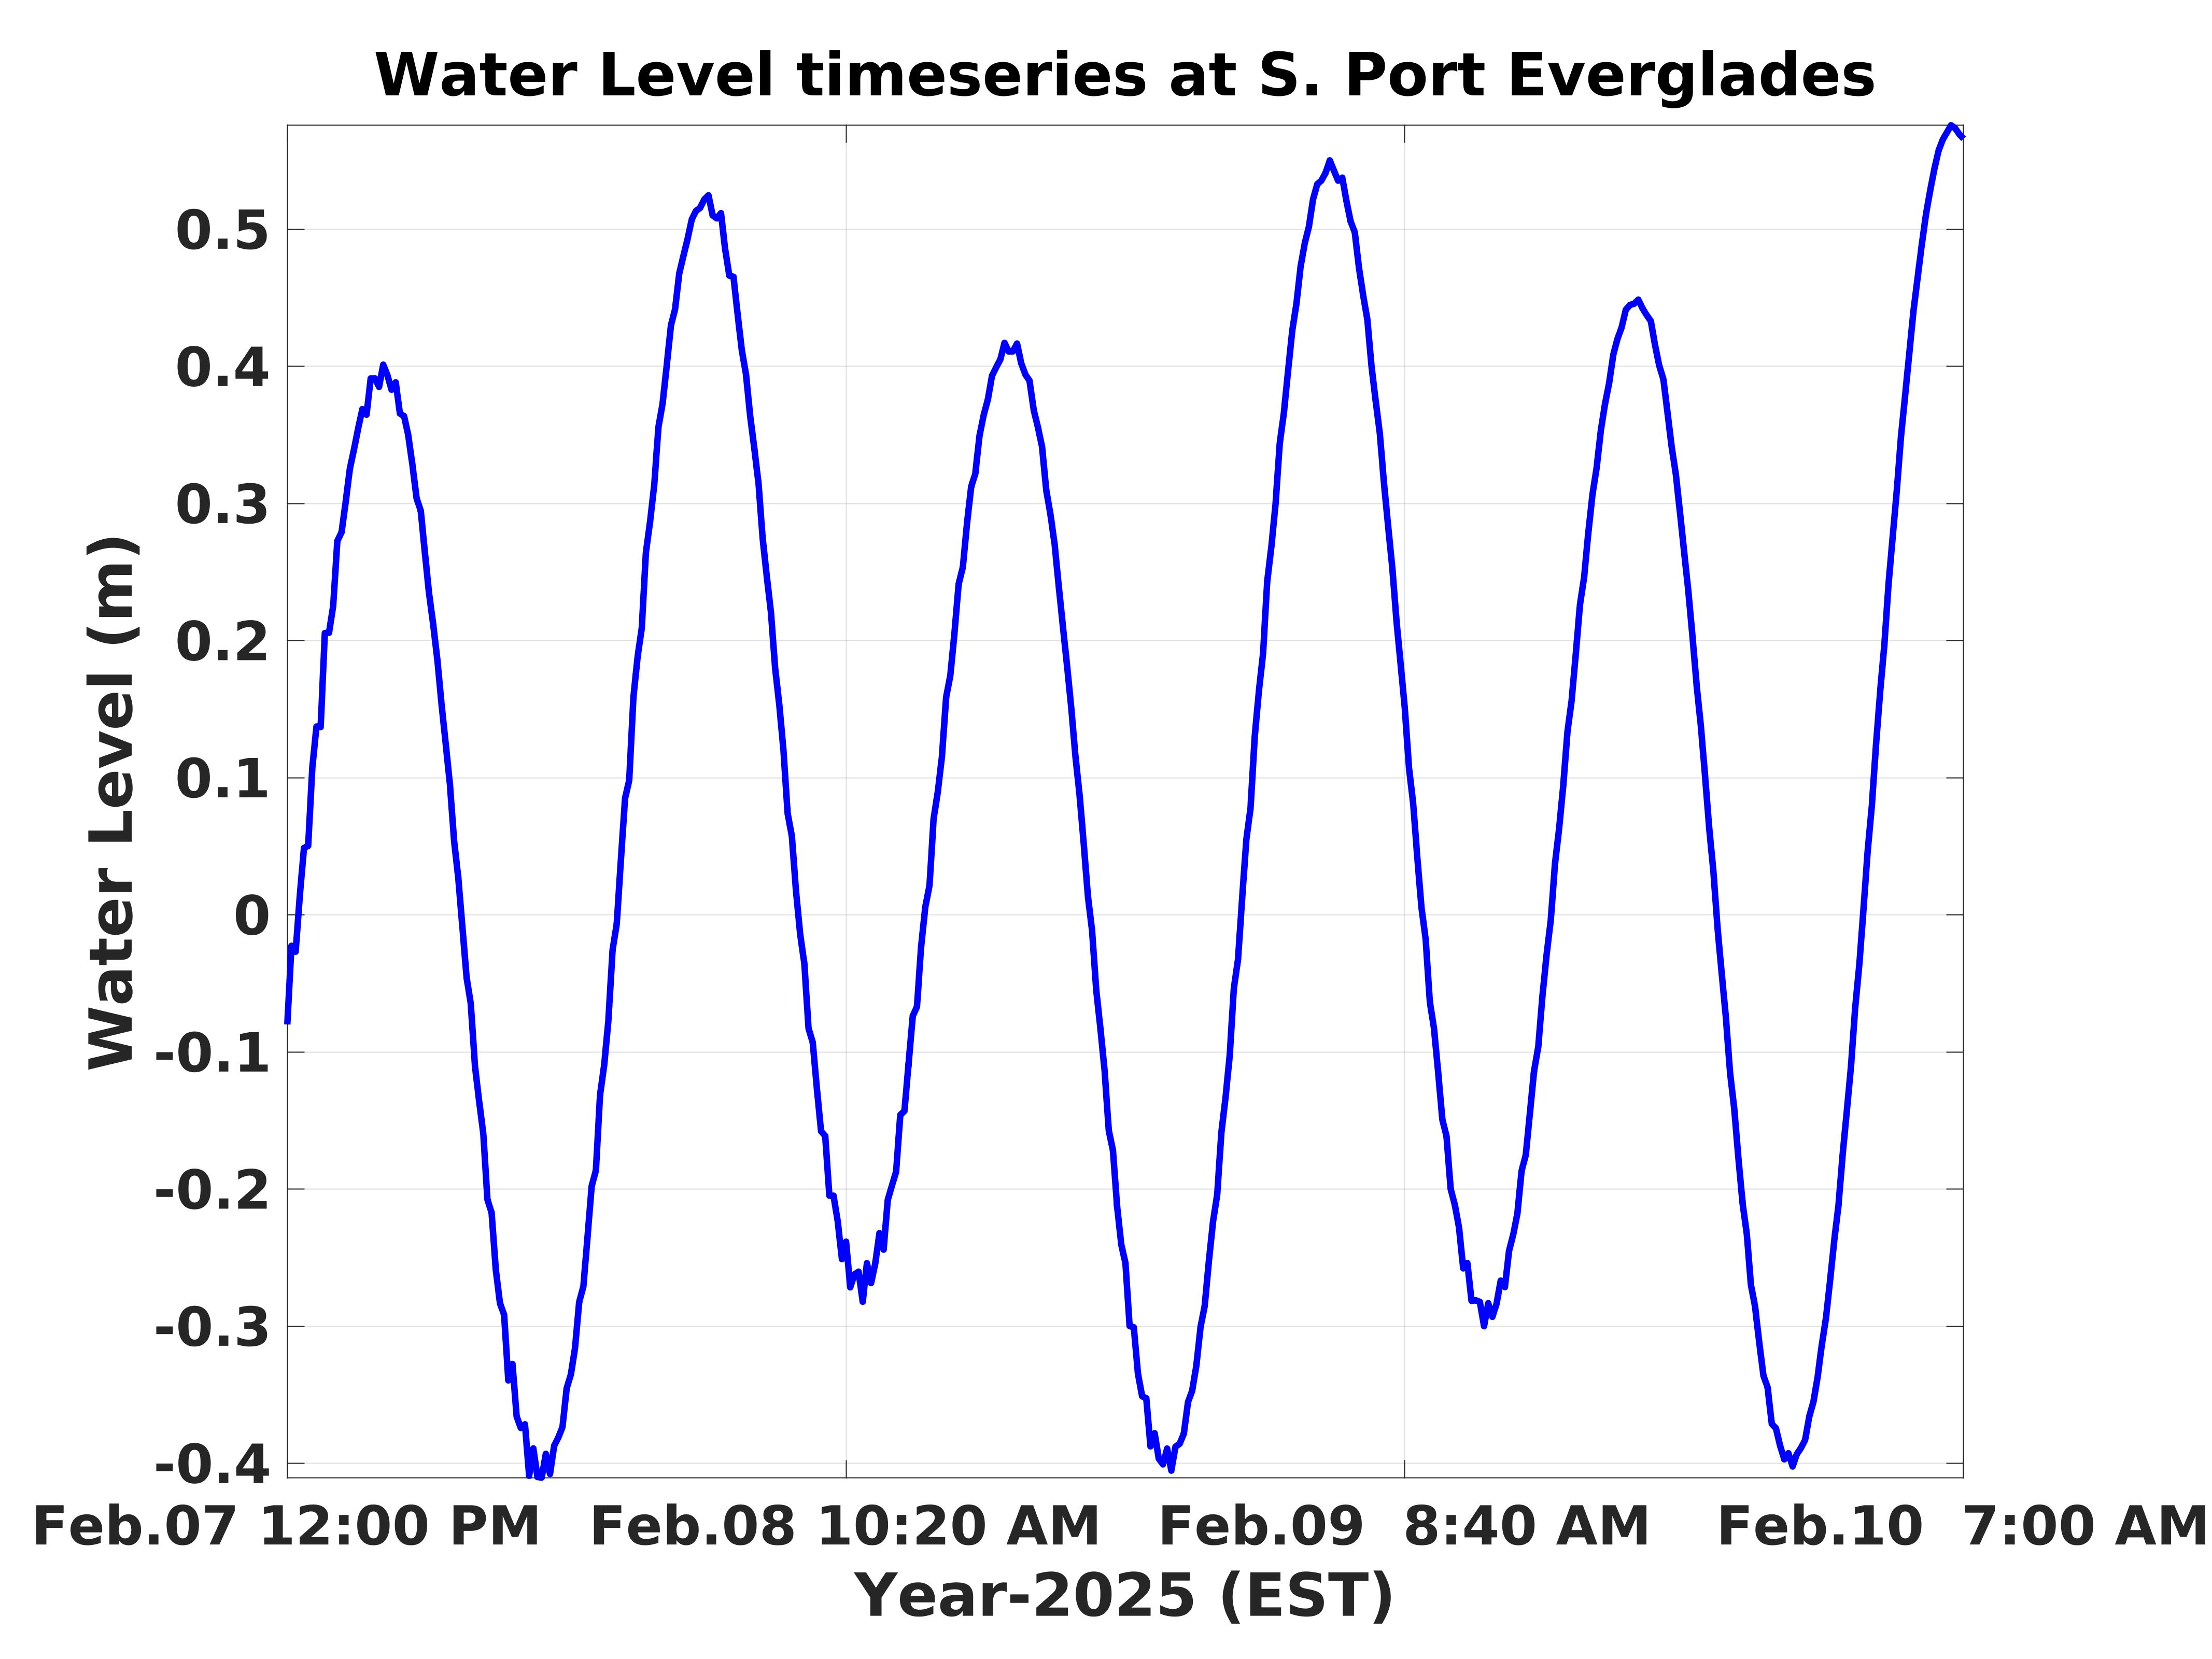 Water Level timeseries at S. Port Everglades
Water Level (m)
0.5
0.4
0.3
0.2
0.1
0
-0.1
-0.2
-0.3
-0.4
Feb.07 12:00 PM Feb.08 10:20 AM Feb.09 8:40 AM Feb.10 7:00 AM
Year-2025 (EST)